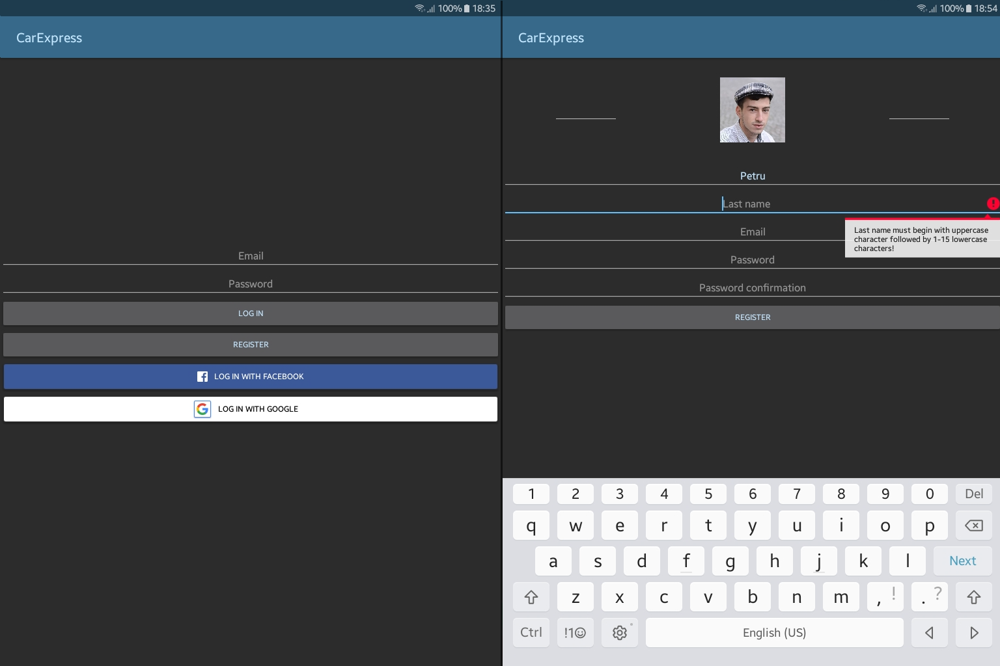 100% 18:35
CarExpress
Email
Password
LOG IN
REGISTER
LOG IN WITH FACEBOOK
G LOG IN WITH GOOGLE
100% 18:54
CarExpress
Petru
Last name
Email
Last name must begin with uppercase
character followed by 1-15 lowercase
characters!
Password
Password confirmation
REGISTER
1 2 3 4 5 6 7 8 9 0 Del
q w e r t y u i o p
a s d f g h j k l Next
z x c v b n m , ! . ?
Ctrl !1☺ English (US)